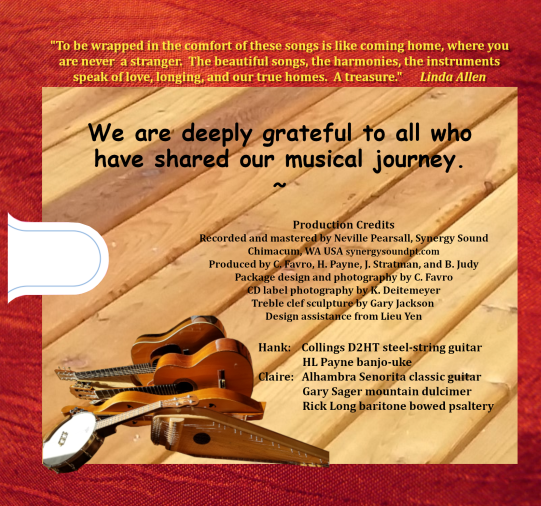 "To be wrapped in the comfort of these songs is like coming home, where you
are never a stranger. The beautiful songs, the harmonies, the instruments
speak of love, longing, and our true homes. A treasure." Linda Allen
We are deeply grateful to all who
have shared our musical journey.
~
Production Credits
Recorded and mastered by Neville Pearsall, Synergy Sound
Chimacum, WA USA synergysoundpt.com
Produced by C. Favro, H. Payne, J. Stratman, and B. Judy
Package design and photography by C. Favro
CD label photography by K. Deitemeyer
Treble clef sculpture by Gary Jackson
Design assistance from Lieu Yen
Hank: Collings D2HT steel-string guitar
HL Payne banjo-uke
Claire: Alhambra Senorita classic guitar
Gary Sager mountain dulcimer
Rick Long baritone bowed psaltery